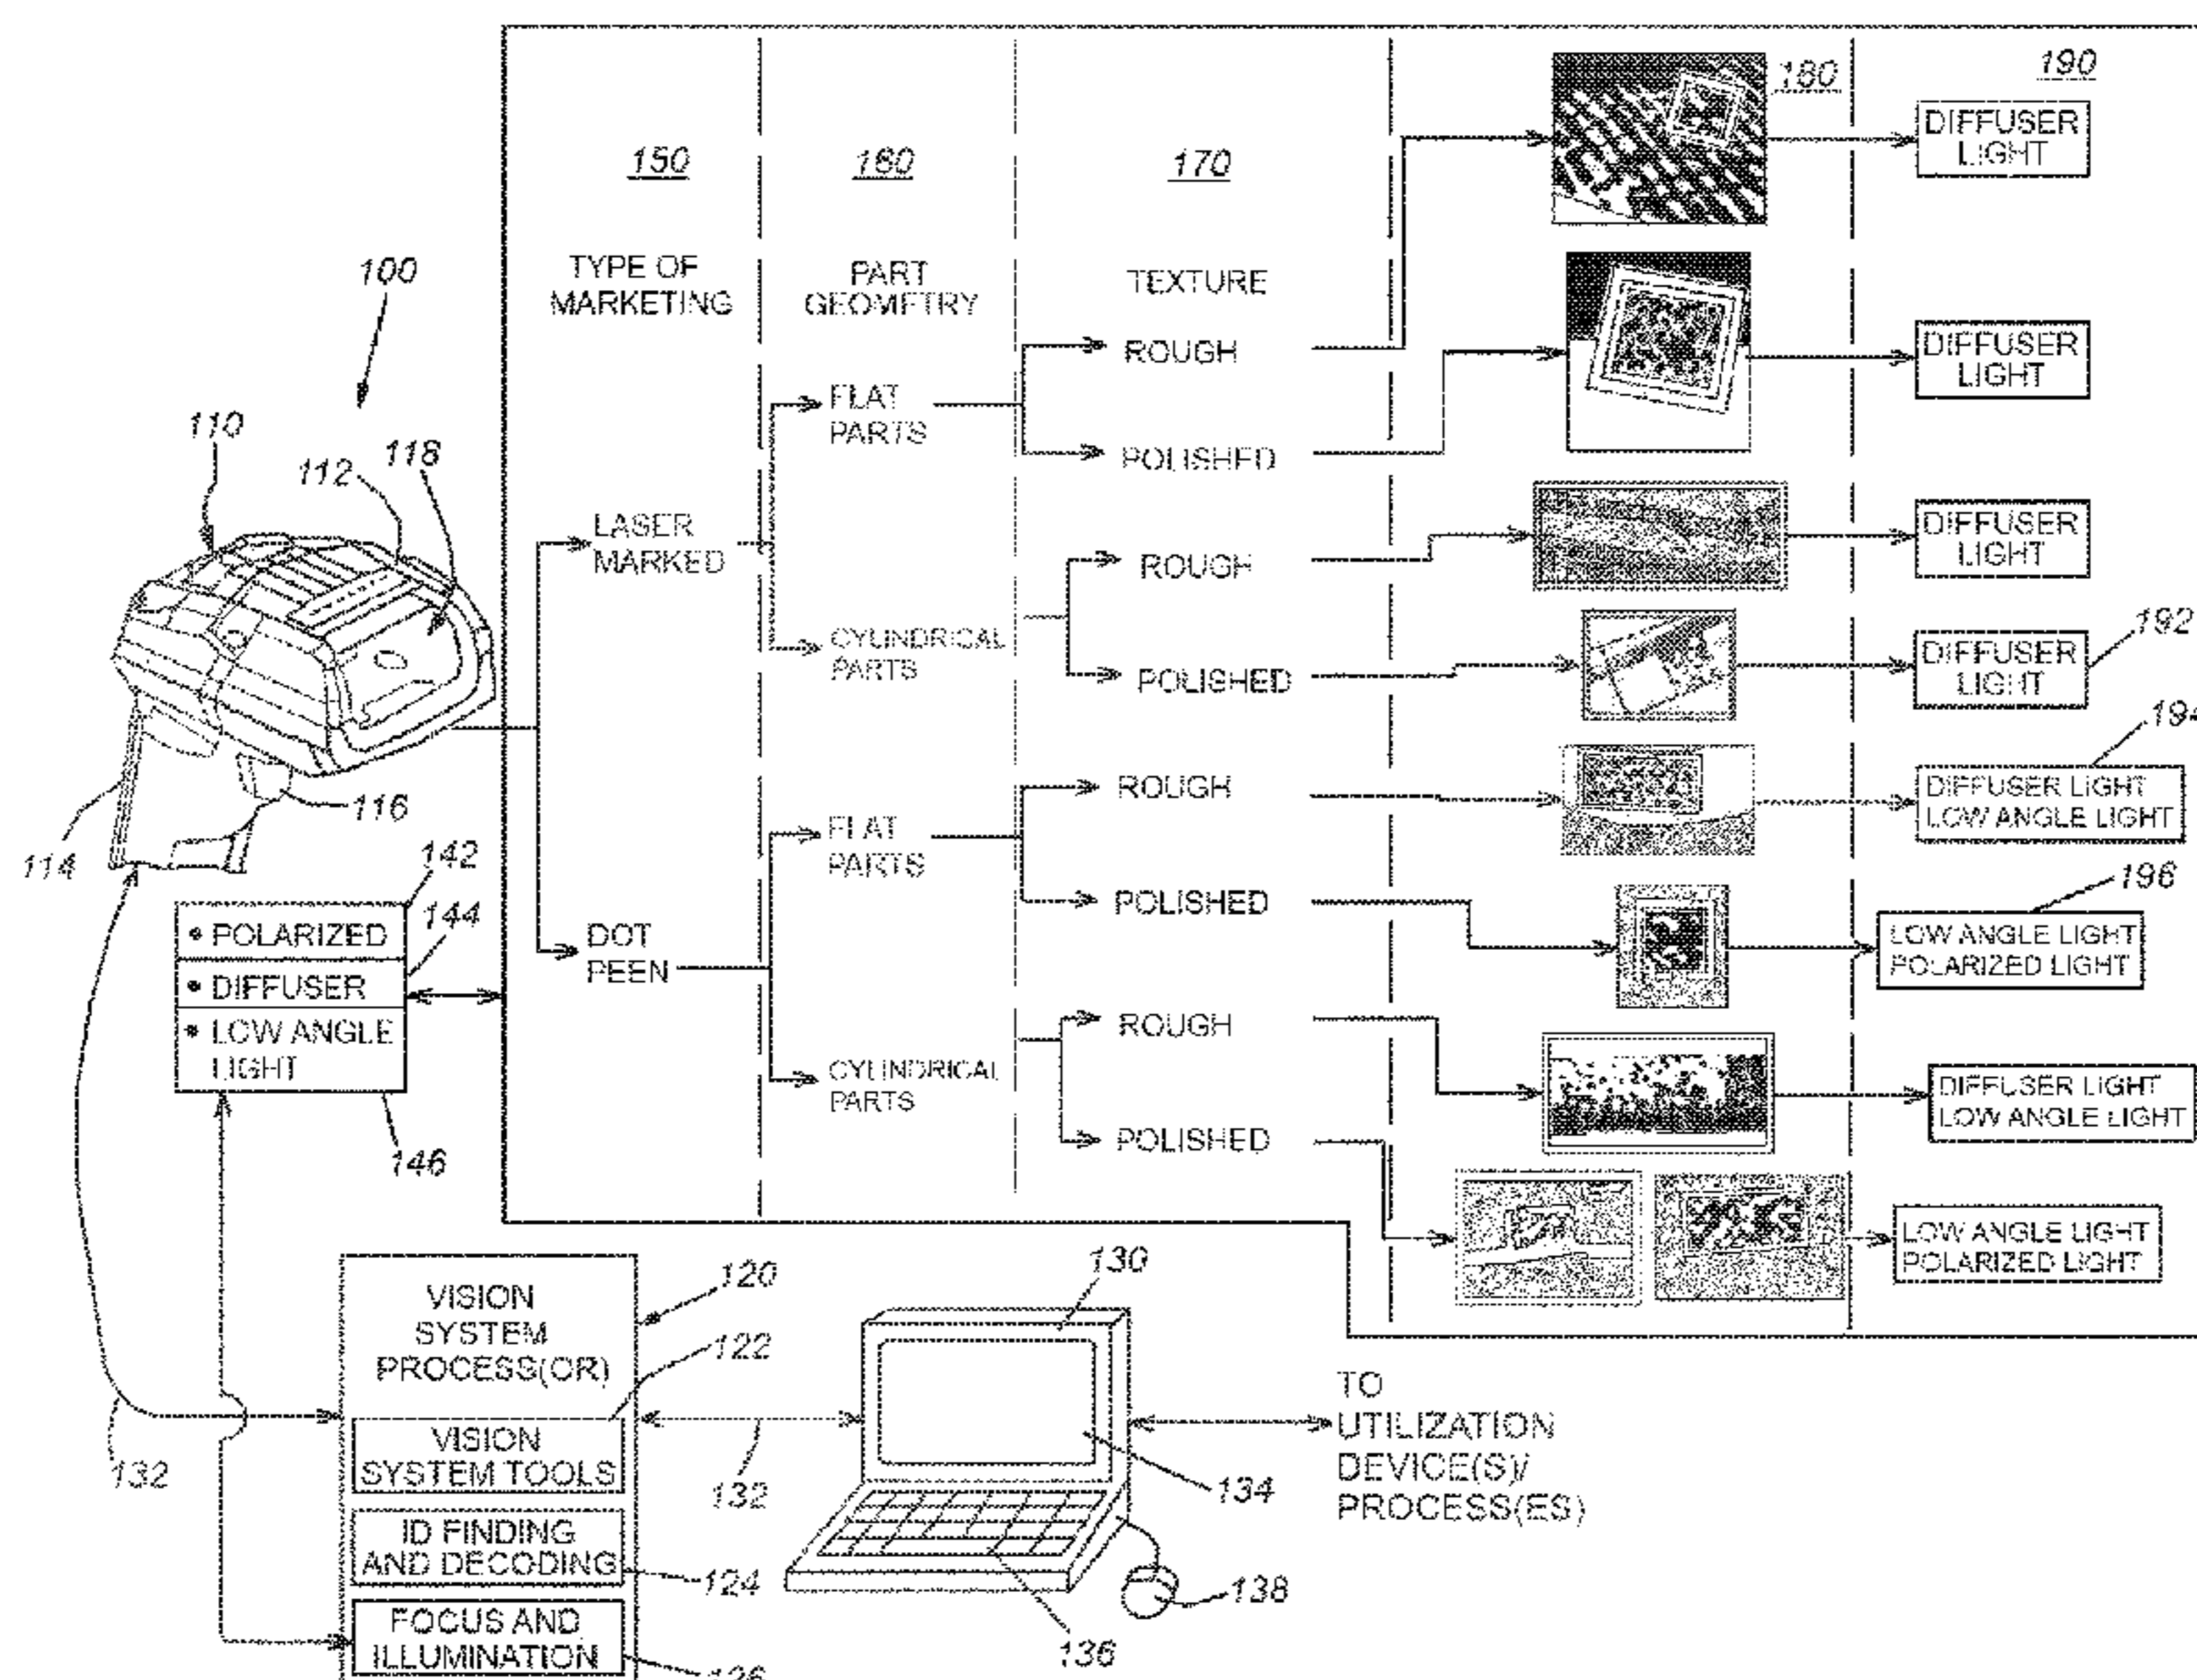 100
110
112
118
114
116
142
144
• POLARIZED
• DIFFUSER
• LOW ANGLE
LIGHT
146
150
TYPE OF
MARKETING
LASER
MARKED
DOT
PEEN
160
PART
GEOMETRY
FLAT
PARTS
CYLINDRICAL
PARTS
FLAT
PARTS
CYLINDRICAL
PARTS
170
TEXTURE
ROUGH
POLISHED
ROUGH
POLISHED
ROUGH
POLISHED
ROUGH
POLISHED
180
190
DIFFUSER
LIGHT
DIFFUSER
LIGHT
DIFFUSER
LIGHT
DIFFUSER
LIGHT
192
194
DIFFUSER LIGHT
LOW ANGLE LIGHT
196
LOW ANGLE LIGHT
POLARIZED LIGHT
DIFFUSER LIGHT
LOW ANGLE LIGHT
LOW ANGLE LIGHT
POLARIZED LIGHT
132
VISION
SYSTEM
PROCESS(OR)
120
122
VISION
SYSTEM TOOLS
ID FINDING
AND DECODING
124
FOCUS AND
ILLUMINATION
126
132
130
134
136
138
TO
UTILIZATION
DEVICE(S)/
PROCESS(ES)